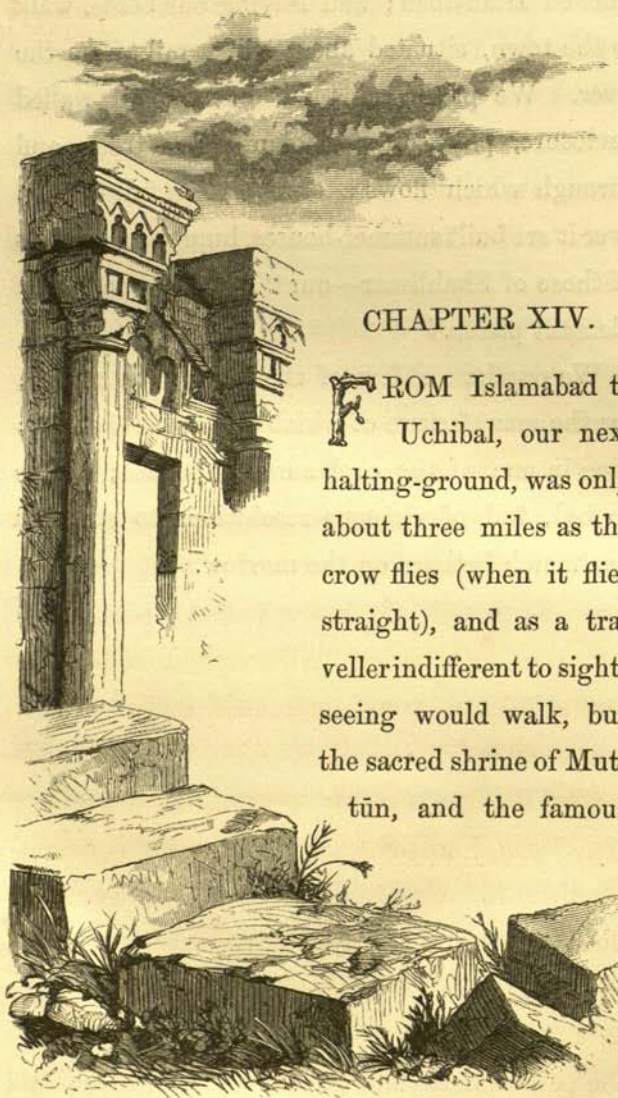 CHAPTER XIV.
FROM Islamabad t
Uchibal, our nex
halting-ground, was onl
about three miles as th
crow flies (when it flie
straight), and as a tra
veller indifferent to sight
seeing would walk, bu
the sacred shrine of Mut
tūn, and the famou